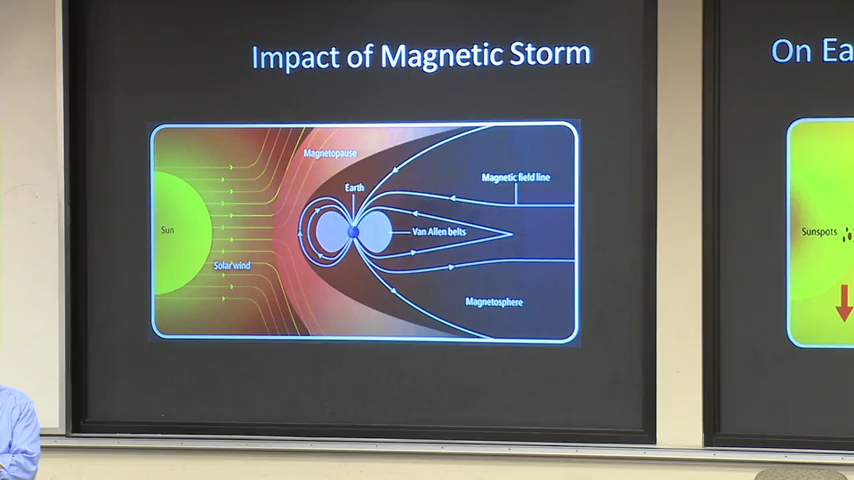 Impact of Magnetic Storm
On Ea
Magnetopause
Earth
Magnetic field line
Sun
Van Allen belts
Solar wind
Magnetosphere
Sunspots